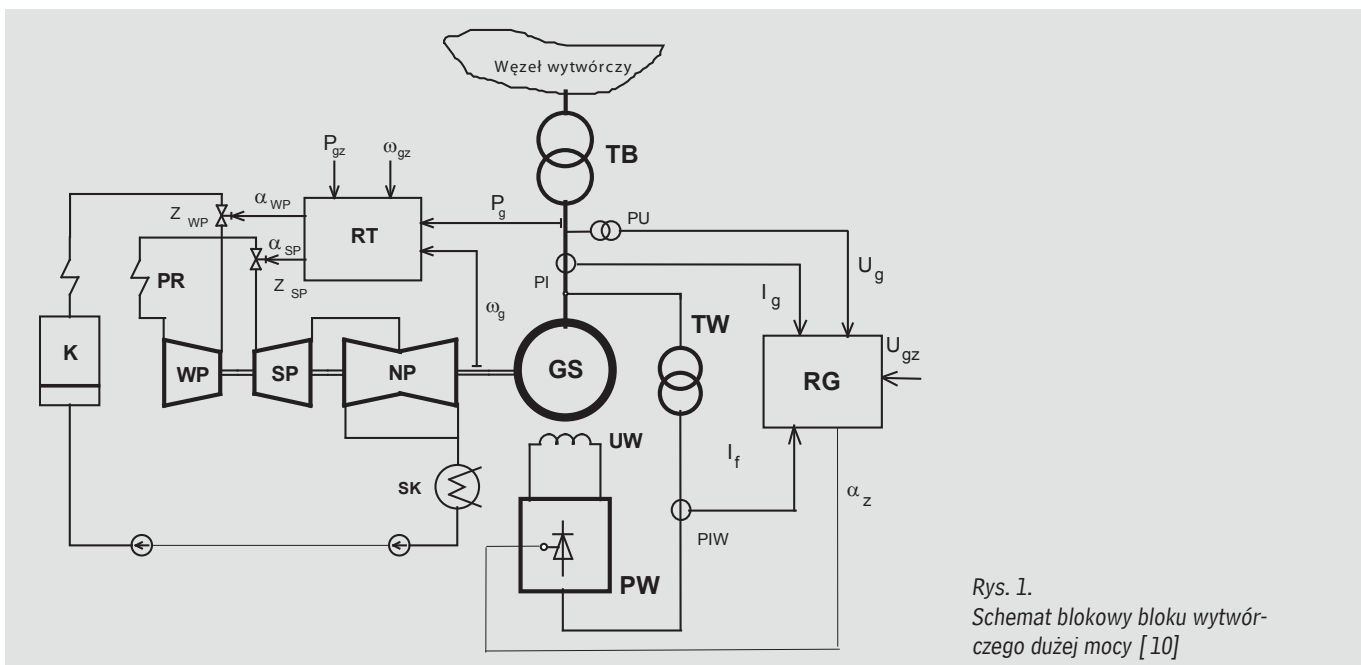 Węzeł wytwórczy
TB
P gz
ω gz
α WP
Z WP
RT
P g
PU
α SP
Z SP
PR
PI
U g
I g
ω g
TW
K
WP
SP
NP
GS
U gz
RG
UW
I f
SK
α z
PIW
PW
Rys. 1.
Schemat blokowy bloku wytwór-
czego dużej mocy [10]